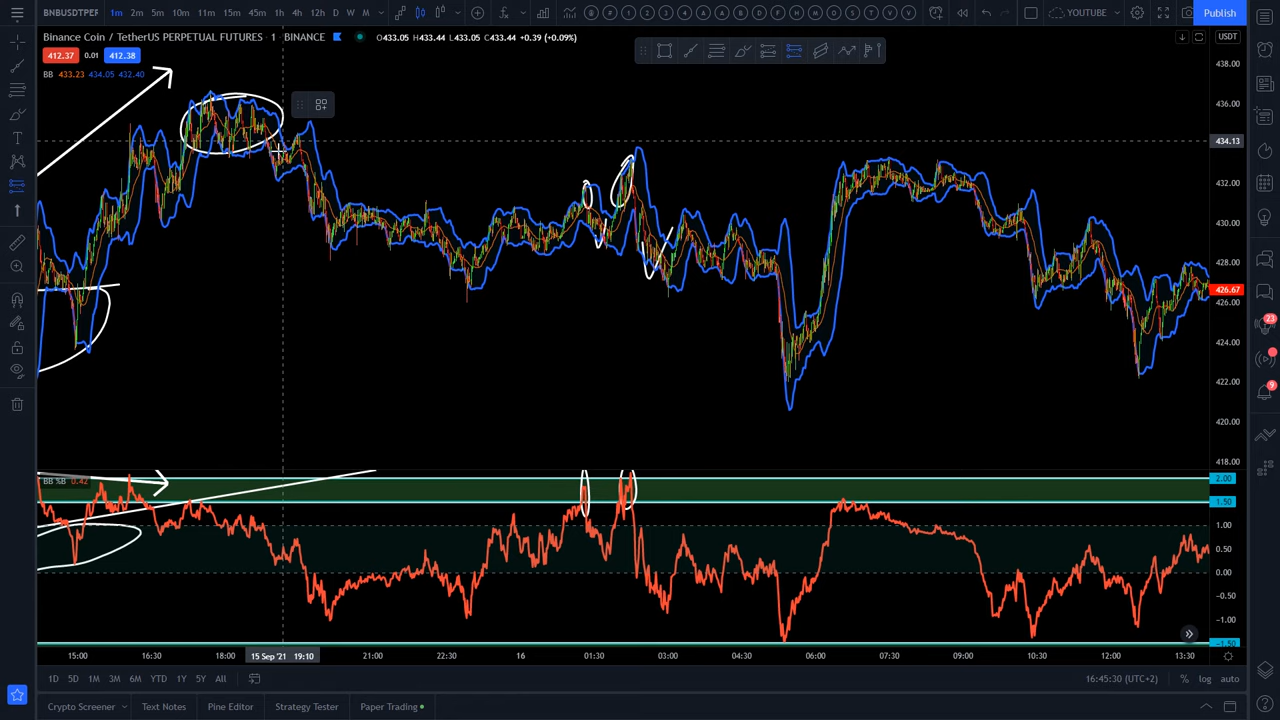 1m 2m 5m 10m 11m 15m 45m 1h 4h 12h D W M YOUTUBE Publish
Binance Coin / TetherUS PERPETUAL FUTURES · 1 · BINANCE O433.05 H433.44 L433.05 C433.44 +0.39 (+0.09%) USDT
BNBUSDTPER
412.37 0.01 412.38
BB 433.23 434.05 432.40
438.00
436.00
434.13
432.00
430.00
428.00
426.67
426.00
424.00
422.00
420.00
418.00
23
9
BB %B 0.42
2.00
1.50
1.00
0.50
0.00
-0.50
-1.00
-1.50
15:00 16:30 18:00 15 Sep '21 19:10 21:00 22:30 16 01:30 03:00 04:30 06:00 07:30 09:00 10:30 12:00 13:30
1D 5D 1M 3M 6M YTD 1Y 5Y All 16:45:30 (UTC+2) % log auto
Crypto Screener Text Notes Pine Editor Strategy Tester Paper Trading